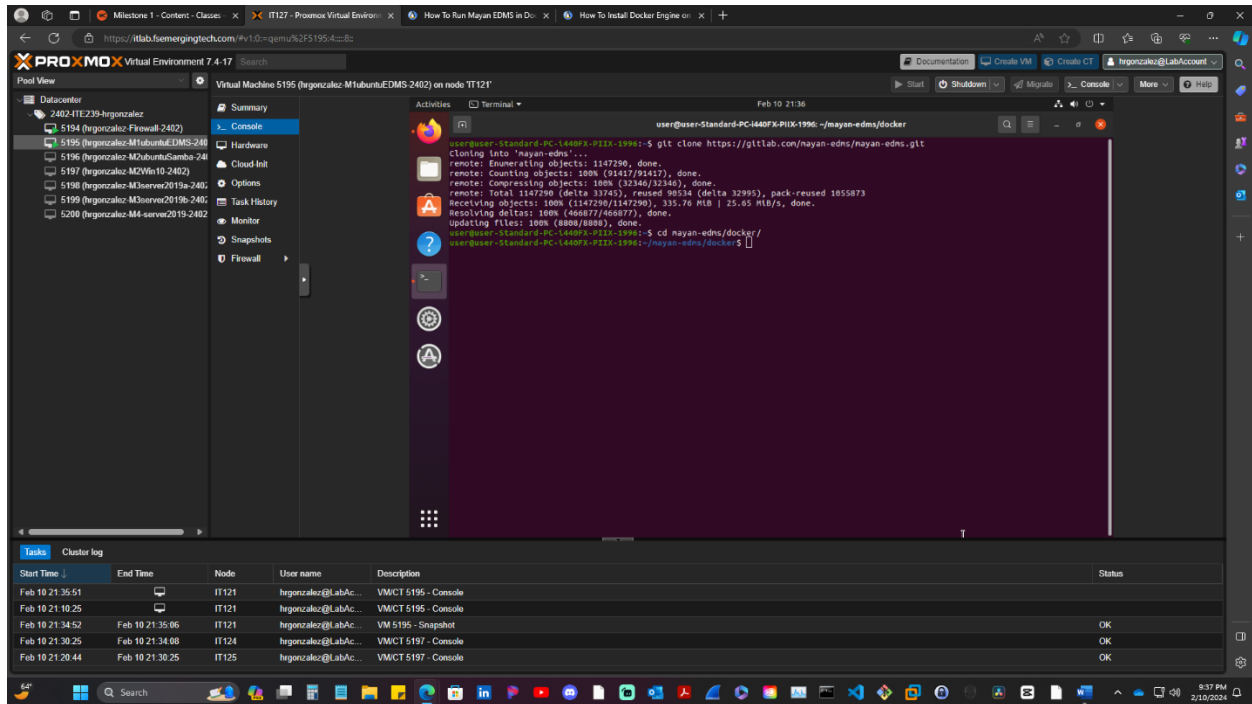 Milestone 1 - Content - Classes
IT127 - Proxmox Virtual Environ
How To Run Mayan EDMS in Doc
How To Install Docker Engine on
https://itlab.fsemergingtech.com/#v1:0:=qemu%2F5195:4:::::8::
PROXMOX Virtual Environment 7.4-17 Search
Documentation Create VM Create CT hrgonzalez@LabAccount
Pool View
Virtual Machine 5195 (hrgonzalez-M1ubuntuEDMS-2402) on node 'IT121'
Start Shutdown Migrate Console More Help
Datacenter
2402-ITE239-hrgonzalez
5194 (hrgonzalez-Firewall-2402)
5195 (hrgonzalez-M1ubuntuEDMS-240
5196 (hrgonzalez-M2ubuntuSamba-240
5197 (hrgonzalez-M2Win10-2402)
5198 (hrgonzalez-M3server2019a-2402
5199 (hrgonzalez-M3server2019b-2402
5200 (hrgonzalez-M4-server2019-2402
Summary
Console
Hardware
Cloud-Init
Options
Task History
Monitor
Snapshots
Firewall
Activities Terminal Feb 10 21:36
user@user-Standard-PC-i440FX-PIIX-1996: ~/mayan-edms/docker
user@user-Standard-PC-i440FX-PIIX-1996:~$ git clone https://gitlab.com/mayan-edms/mayan-edms.git
Cloning into 'mayan-edms'...
remote: Enumerating objects: 1147290, done.
remote: Counting objects: 100% (91417/91417), done.
remote: Compressing objects: 100% (32346/32346), done.
remote: Total 1147290 (delta 33745), reused 90534 (delta 32995), pack-reused 1055873
Receiving objects: 100% (1147290/1147290), 335.76 MiB | 25.65 MiB/s, done.
Resolving deltas: 100% (466877/466877), done.
Updating files: 100% (8808/8808), done.
user@user-Standard-PC-i440FX-PIIX-1996:~$ cd mayan-edms/docker/
user@user-Standard-PC-i440FX-PIIX-1996:~/mayan-edms/docker$
Tasks Cluster log
Start Time End Time Node User name Description Status
Feb 10 21:35:51 IT121 hrgonzalez@LabAc... VM/CT 5195 - Console
Feb 10 21:10:25 IT121 hrgonzalez@LabAc... VM/CT 5195 - Console
Feb 10 21:34:52 Feb 10 21:35:06 IT121 hrgonzalez@LabAc... VM 5195 - Snapshot OK
Feb 10 21:30:25 Feb 10 21:34:08 IT124 hrgonzalez@LabAc... VM/CT 5197 - Console OK
Feb 10 21:20:44 Feb 10 21:30:25 IT125 hrgonzalez@LabAc... VM/CT 5197 - Console OK
64°
Search
9:37 PM
2/10/2024